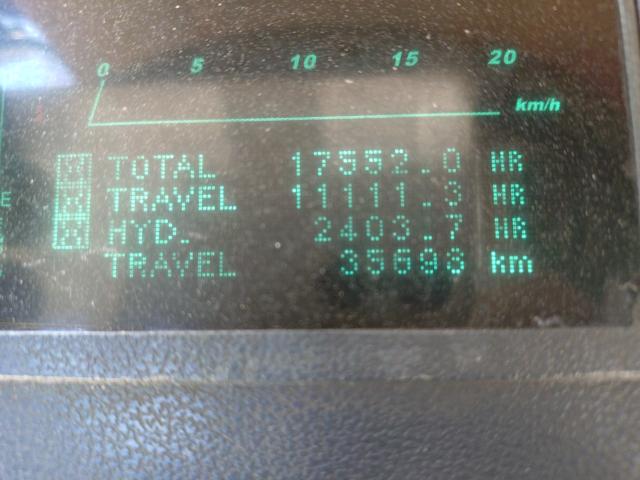 0 5 10 15 20
km/h
TOTAL 17552.0 HR
TRAVEL 11111.3 HR
HYD. 2403.7 HR
TRAVEL 35698 km